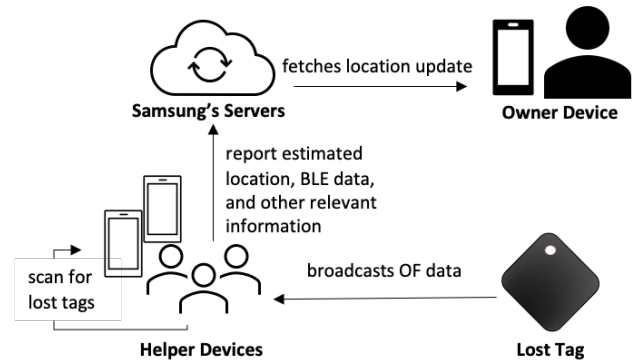 fetches location update
Samsung's Servers
Owner Device
report estimated
location, BLE data,
and other relevant
information
scan for
lost tags
broadcasts OF data
Helper Devices
Lost Tag